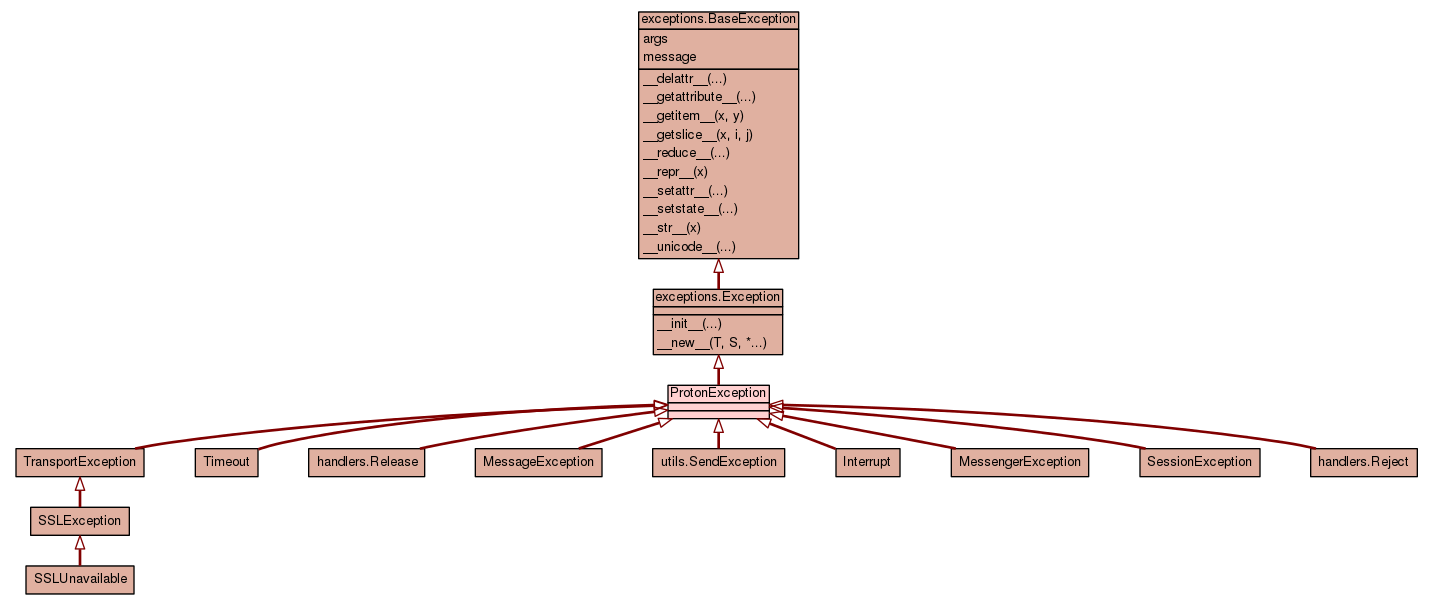 exceptions.BaseException
args
message
__delattr__(...)
__getattribute__(...)
__getitem__(x, y)
__getslice__(x, i, j)
__reduce__(...)
__repr__(x)
__setattr__(...)
__setstate__(...)
__str__(x)
__unicode__(...)
exceptions.Exception
__init__(...)
__new__(T, S, *...)
ProtonException
TransportException
Timeout
handlers.Release
MessageException
utils.SendException
Interrupt
MessengerException
SessionException
handlers.Reject
SSLException
SSLUnavailable